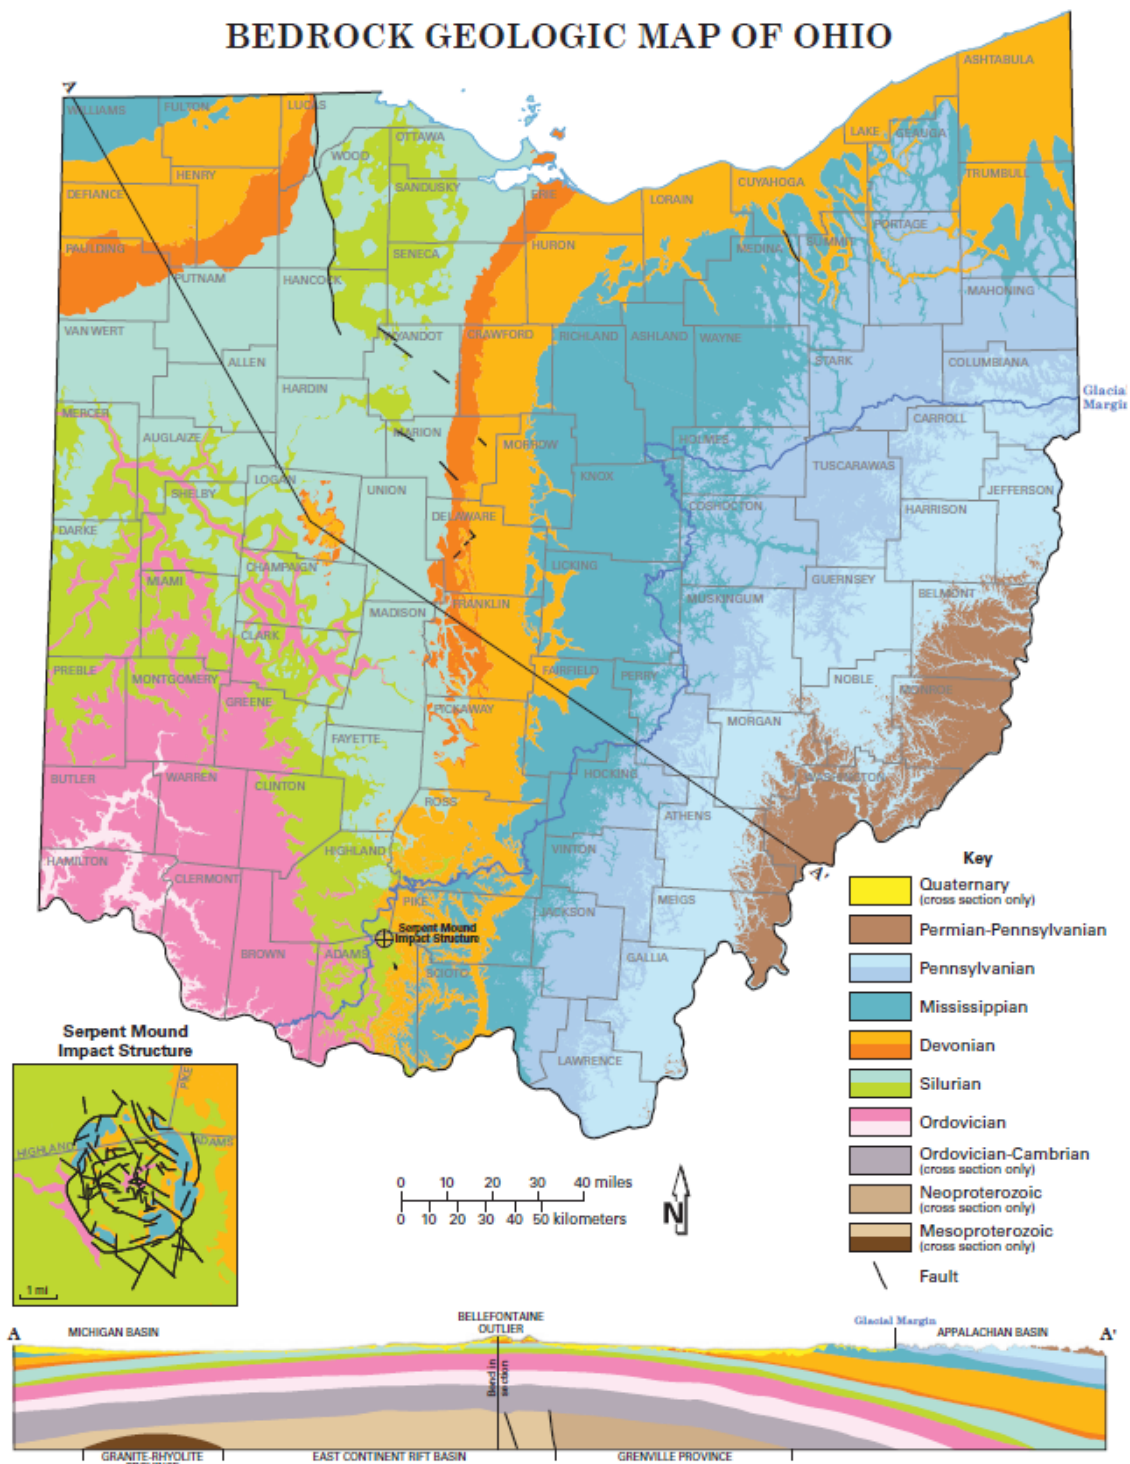 BEDROCK GEOLOGIC MAP OF OHIO
A
WILLIAMS
FULTON
LUCAS
OTTAWA
WOOD
HENRY
SANDUSKY
DEFIANCE
ERIE
LORAIN
CUYAHOGA
LAKE
GEAUGA
ASHTABULA
TRUMBULL
PAULDING
PUTNAM
HANCOCK
SENECA
HURON
MEDINA
SUMMIT
PORTAGE
MAHONING
VAN WERT
ALLEN
HARDIN
WYANDOT
CRAWFORD
RICHLAND
ASHLAND
WAYNE
STARK
COLUMBIANA
Glacial
Margin
MERCER
AUGLAIZE
MARION
MORROW
HOLMES
CARROLL
SHELBY
LOGAN
UNION
KNOX
TUSCARAWAS
JEFFERSON
DARKE
DELAWARE
COSHOCTON
HARRISON
MIAMI
CHAMPAIGN
LICKING
GUERNSEY
BELMONT
CLARK
MADISON
FRANKLIN
MUSKINGUM
PREBLE
MONTGOMERY
GREENE
FAIRFIELD
PERRY
NOBLE
MONROE
FAYETTE
PICKAWAY
MORGAN
BUTLER
WARREN
CLINTON
ROSS
HOCKING
WASHINGTON
ATHENS
HAMILTON
CLERMONT
HIGHLAND
VINTON
A'
PIKE
JACKSON
MEIGS
Serpent Mound
Impact Structure
BROWN
ADAMS
SCIOTO
GALLIA
LAWRENCE
Key
Quaternary
(cross section only)
Permian-Pennsylvanian
Pennsylvanian
Mississippian
Devonian
Silurian
Ordovician
Ordovician-Cambrian
(cross section only)
Neoproterozoic
(cross section only)
Mesoproterozoic
(cross section only)
Fault
Serpent Mound
Impact Structure
PIKE
HIGHLAND
ADAMS
1 mi
0 10 20 30 40 miles
0 10 20 30 40 50 kilometers
N
A
MICHIGAN BASIN
BELLEFONTAINE
OUTLIER
Glacial Margin
APPALACHIAN BASIN
A'
Bend in
section
GRANITE-RHYOLITE
EAST CONTINENT RIFT BASIN
GRENVILLE PROVINCE